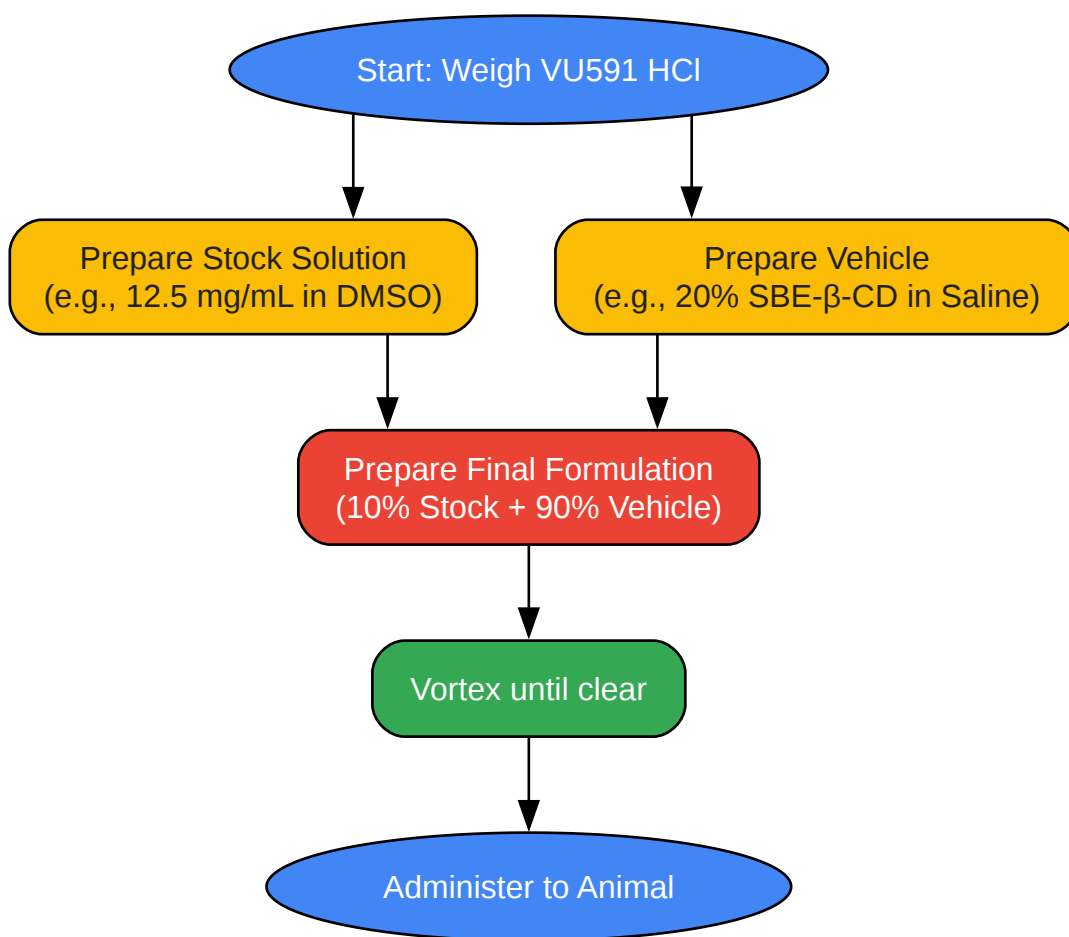 Start: Weigh VU591 HCl
Prepare Stock Solution
(e.g., 12.5 mg/mL in DMSO)
Prepare Vehicle
(e.g., 20% SBE-β-CD in Saline)
Prepare Final Formulation
(10% Stock + 90% Vehicle)
Vortex until clear
Administer to Animal